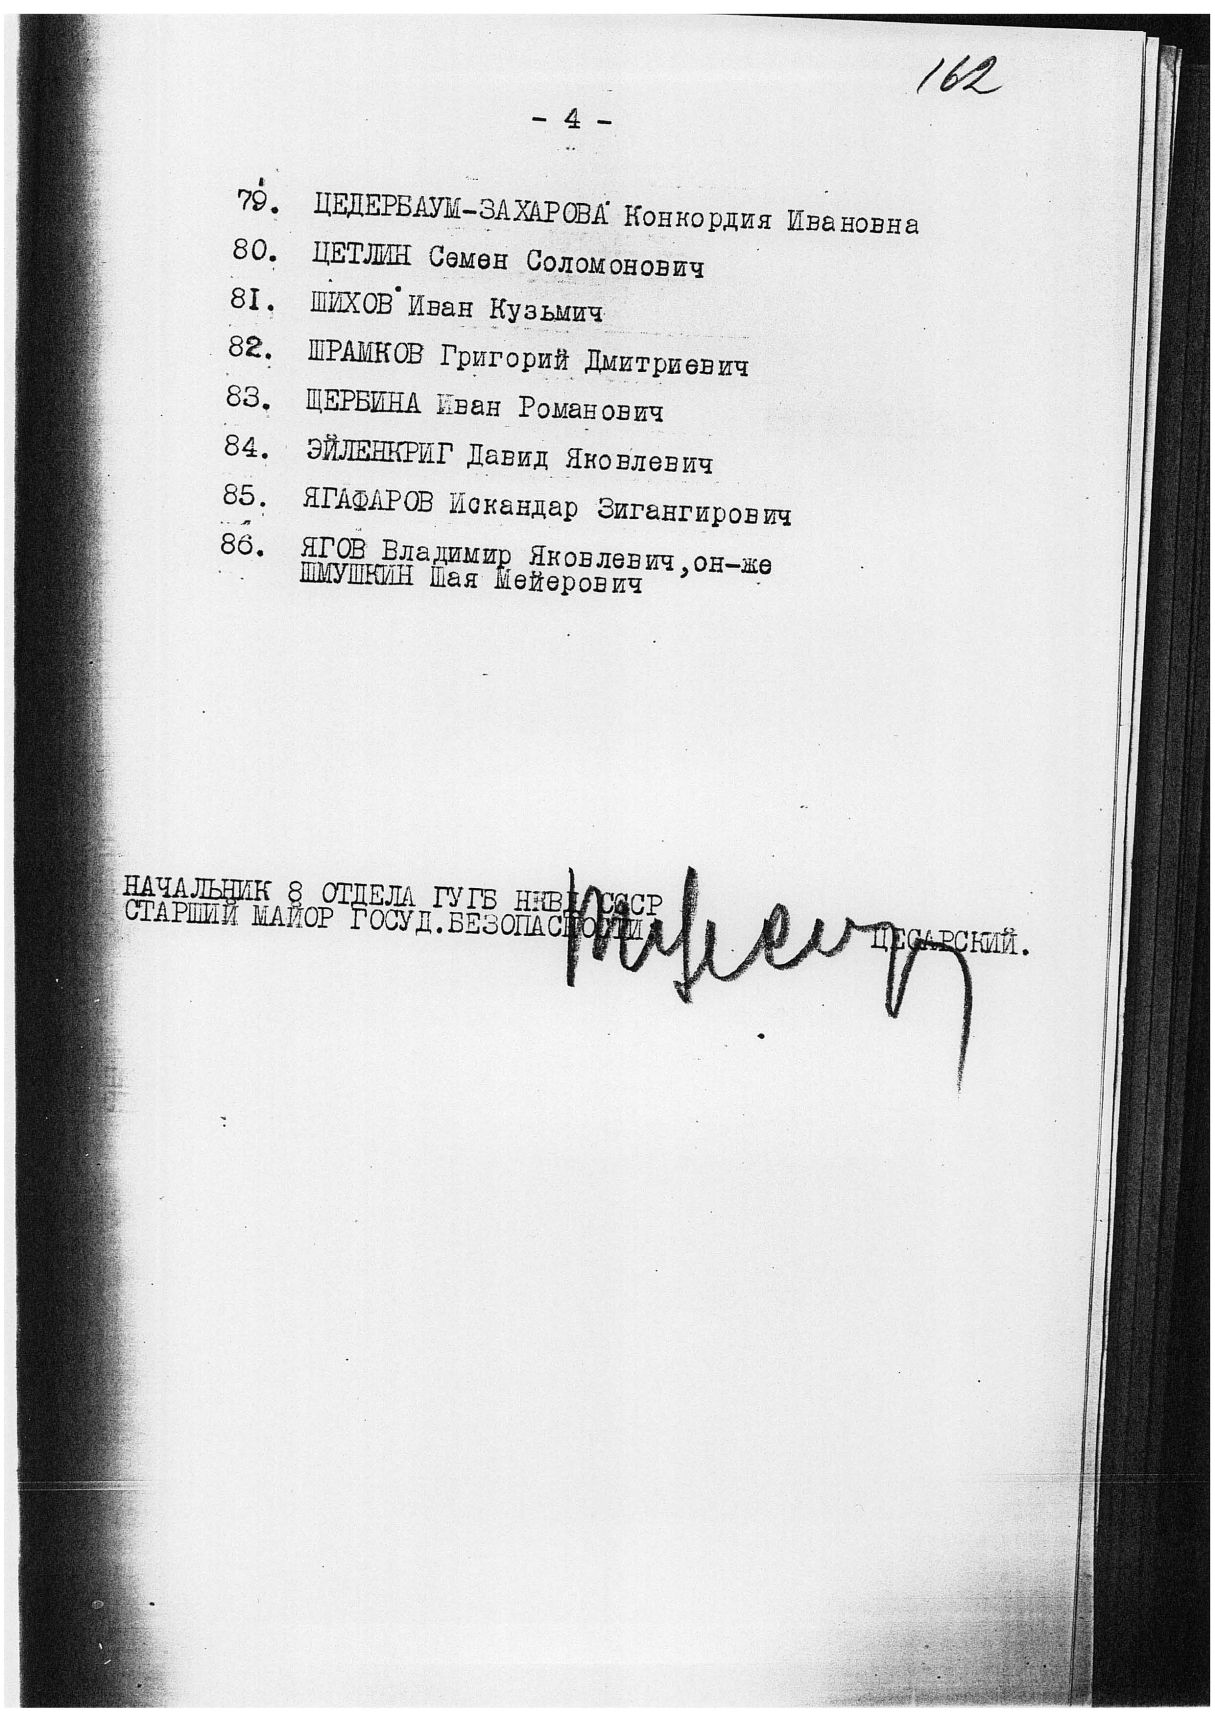 162
- 4 -
79. ЦЕДЕРБАУМ-ЗАХАРОВА Конкордия Ивановна
80. ЦЕТЛИН Семен Соломонович
81. ШИХОВ Иван Кузьмич
82. ШРАМКОВ Григорий Дмитриевич
83. ЩЕРБИНА Иван Романович
84. ЭЙЛЕНКРИГ Давид Яковлевич
85. ЯГАФАРОВ Искандар Зигангирович
86. ЯГОВ Владимир Яковлевич,он-же
ШМУШКИН Шая Мейерович
НАЧАЛЬНИК 8 ОТДЕЛА ГУГБ НКВД СССР
СТАРШИЙ МАЙОР ГОСУД.БЕЗОПАСНОСТИ
ЦЕСАРСКИЙ.